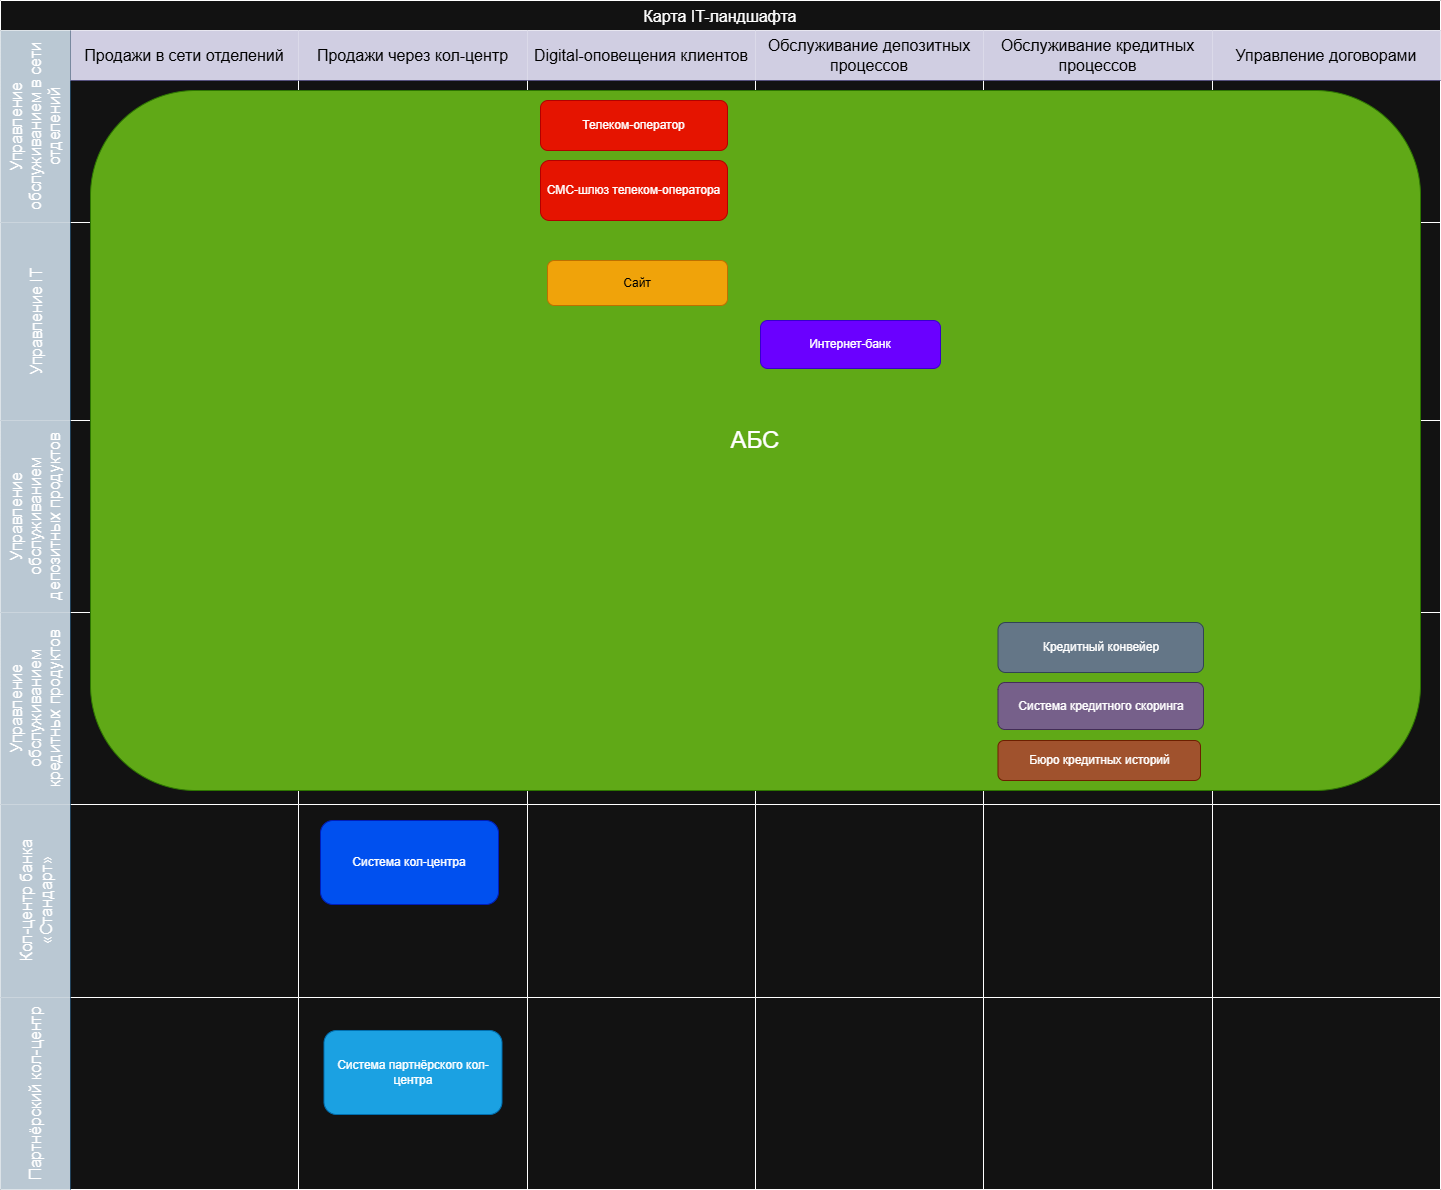 Карта IT-ландшафта
Продажи в сети отделений
Продажи через кол-центр
Digital-оповещения клиентов
Обслуживание депозитных
процессов
Обслуживание кредитных
процессов
Управление договорами
Управление
обслуживанием в сети
отделений
Телеком-оператор
СМС-шлюз телеком-оператора
Управление IT
Сайт
Интернет-банк
АБС
Управление
обслуживанием
депозитных продуктов
Управление
обслуживанием
кредитных продуктов
Кредитный конвейер
Система кредитного скоринга
Бюро кредитных историй
Кол-центр банка
«Стандарт»
Система кол-центра
Партнёрский кол-центр
Система партнёрского кол-
центра